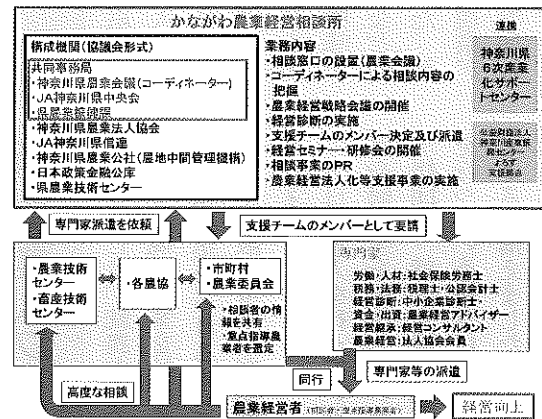 かながわ農業経営相談所
構成機関(協議会形式)
共同事務局
・神奈川県農業会議(コーディネーター)
・JA神奈川県中央会
・県農業振興課
・神奈川県農業法人協会
・JA神奈川県信連
・神奈川県農業公社(農地中間管理機構)
・日本政策金融公庫
・県農業技術センター
業務内容
・相談窓口の設置(農業会議)
・コーディネーターによる相談内容の
把握
・農業経営戦略会議の開催
・経営診断の実施
・支援チームのメンバー決定及び派遣
・経営セミナー・研修会の開催
・相談事業のPR
・農業経営法人化等支援事業の実施
連携
神奈川県
6次産業
化サポー
トセンター
よろず
支援拠点
専門家派遣を依頼
支援チームのメンバーとして要請
・農業技術
センター
・畜産技術
センター
・各農協
・市町村
・農業委員会
・相談者の情
報を共有
・重点指導農
業者を選定
専門家
労働・人材:社会保険労務士
税務・法務:税理士・公認会計士
経営診断:中小企業診断士
資金・出資:農業経営アドバイザー
経営継承:経営コンサルタント
農業経営:法人協会会員
高度な相談
同行
専門家等の派遣
農業経営者
経営向上